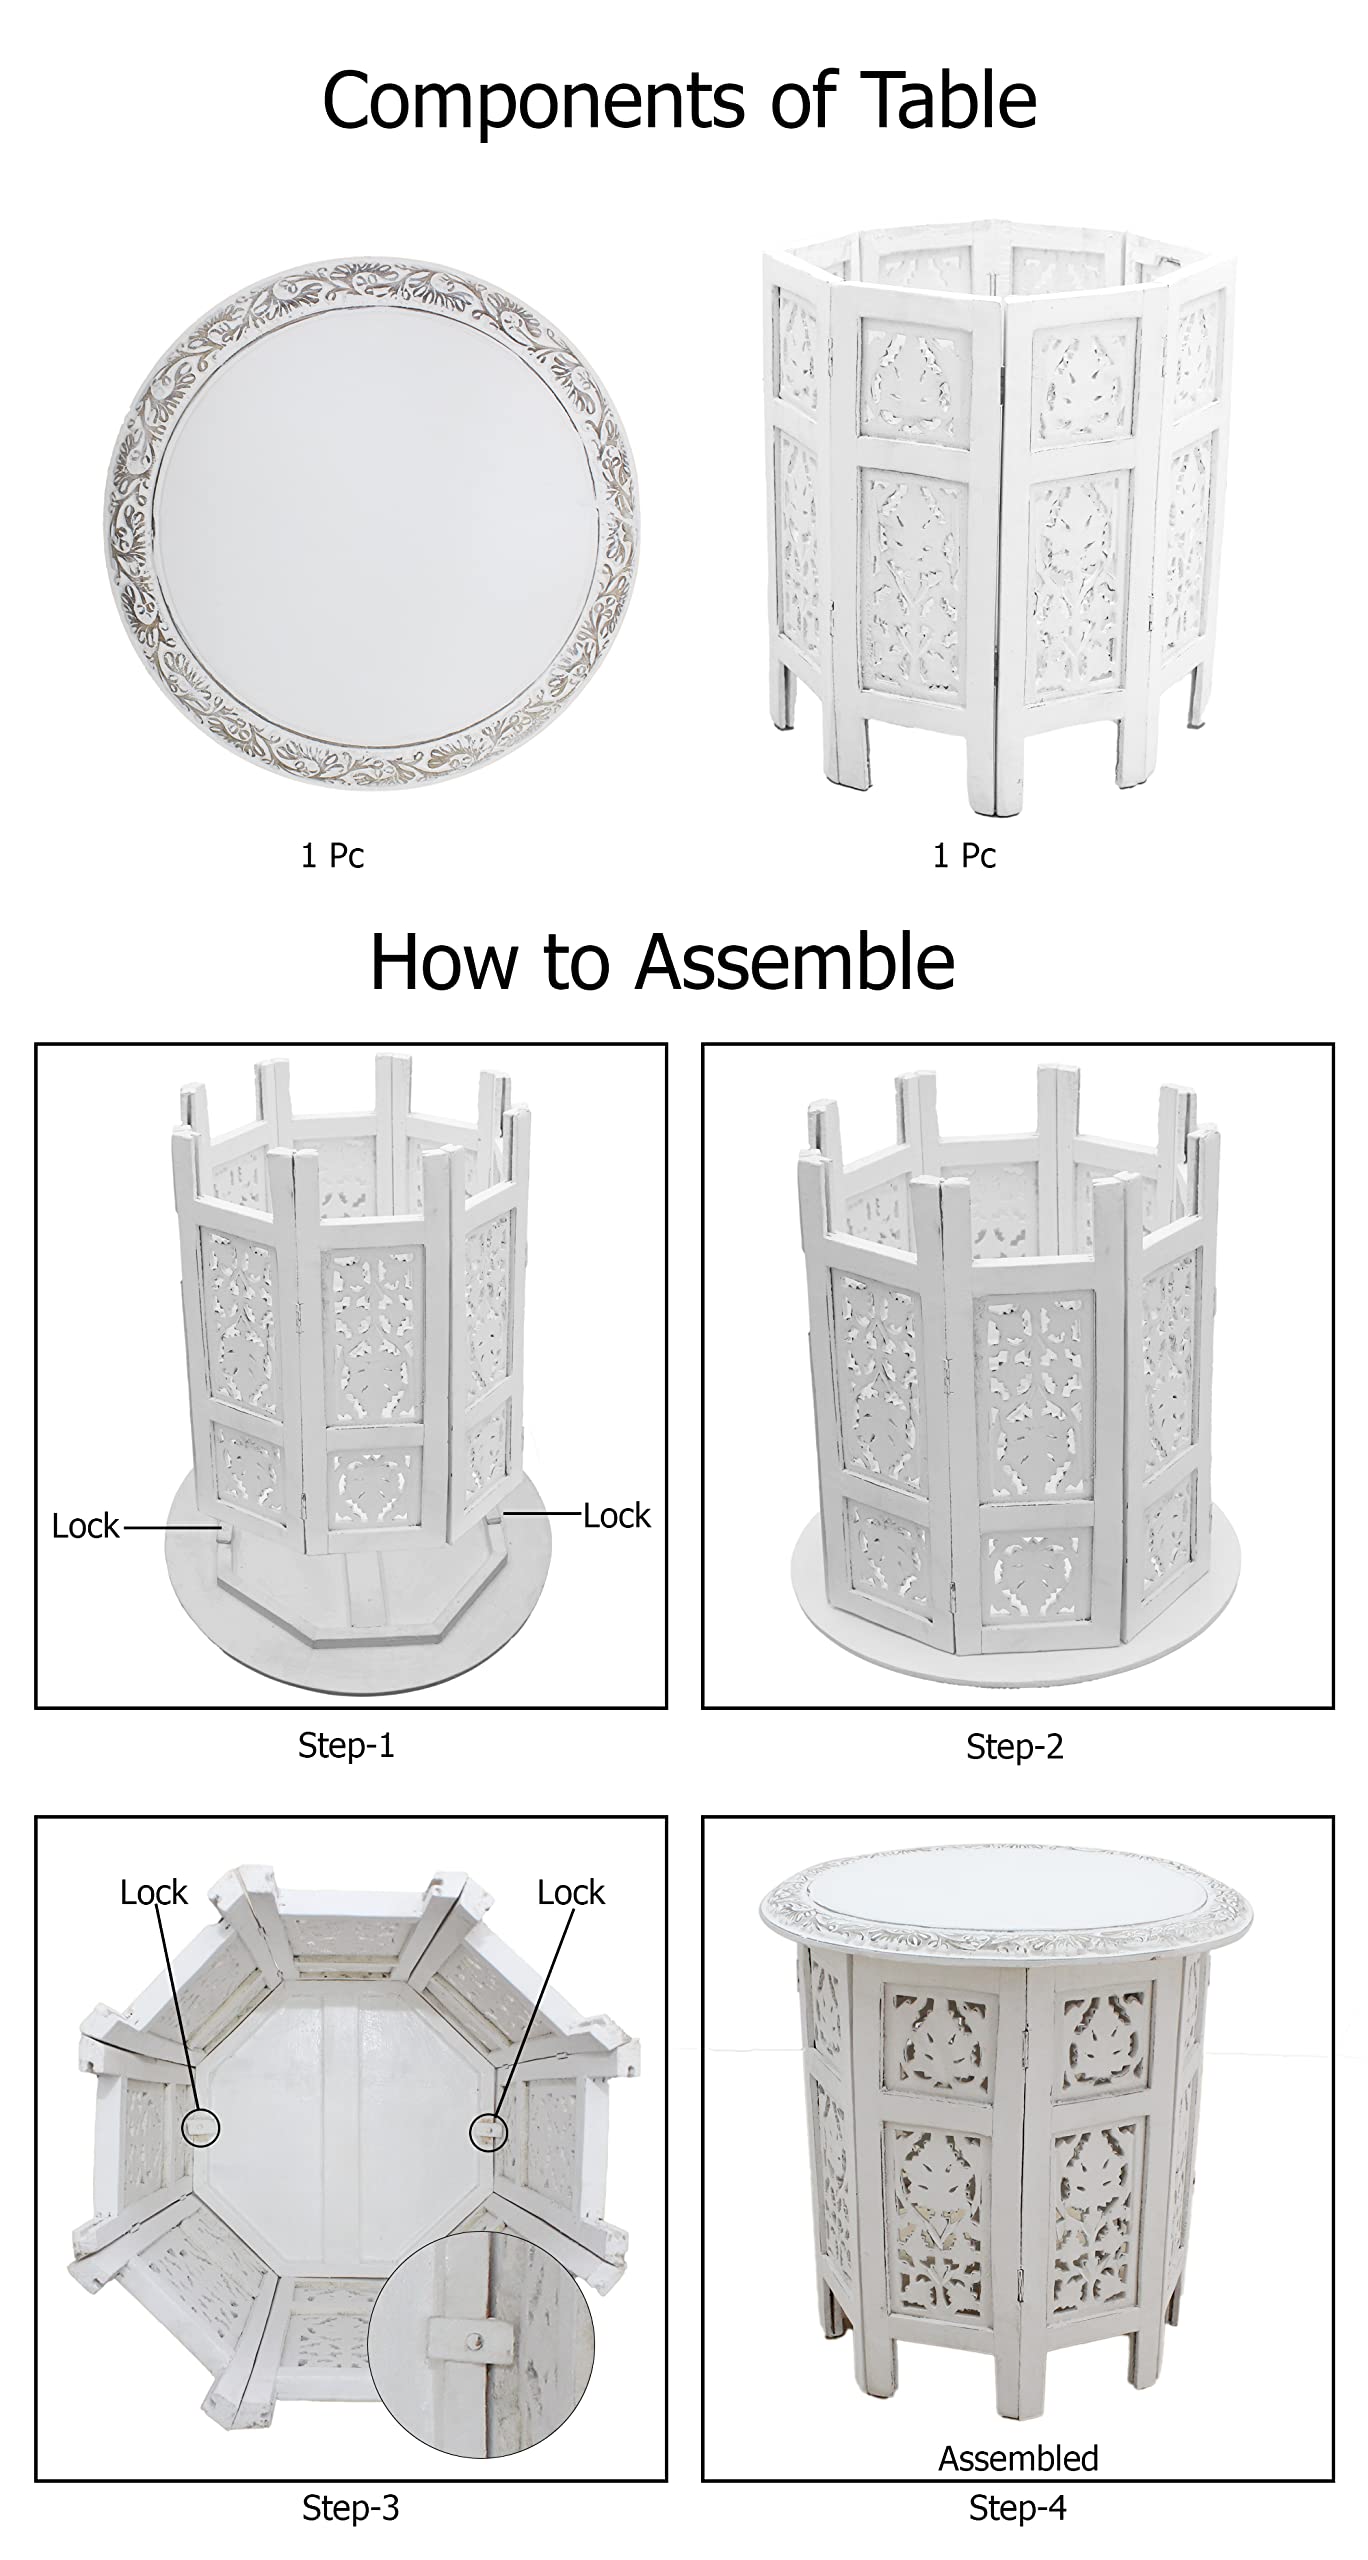 Components of Table
1 Pc
1 Pc
How to Assemble
Lock
Lock
Step-1
Step-2
Lock
Lock
Assembled
Step-3
Step-4